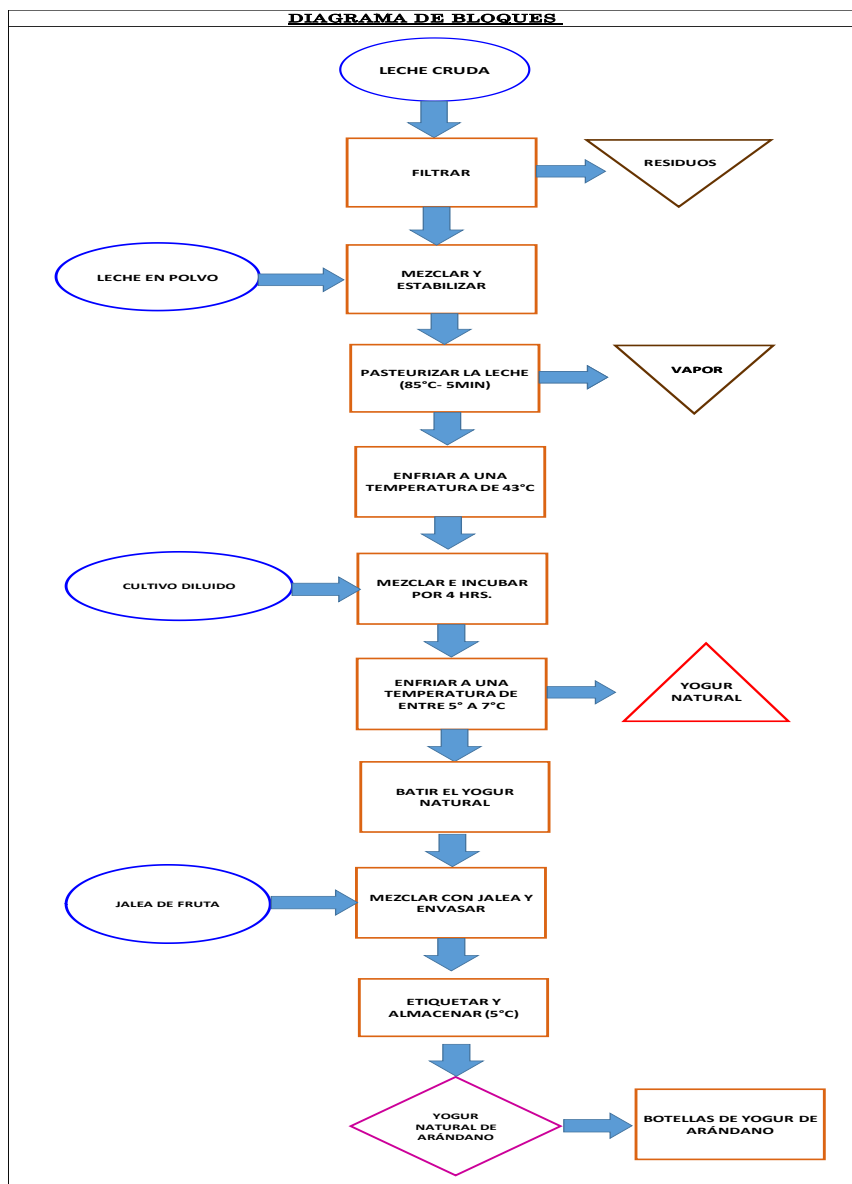 DIAGRAMA DE BLOQUES
LECHE CRUDA
FILTRAR
RESIDUOS
LECHE EN POLVO
MEZCLAR Y
ESTABILIZAR
PASTEURIZAR LA LECHE
(85°C- 5MIN)
VAPOR
ENFRIAR A UNA
TEMPERATURA DE 43°C
CULTIVO DILUIDO
MEZCLAR E INCUBAR
POR 4 HRS.
ENFRIAR A UNA
TEMPERATURA DE
ENTRE 5° A 7°C
YOGUR
NATURAL
BATIR EL YOGUR
NATURAL
JALEA DE FRUTA
MEZCLAR CON JALEA Y
ENVASAR
ETIQUETAR Y
ALMACENAR (5°C)
YOGUR
NATURAL DE
ARÁNDANO
BOTELLAS DE YOGUR DE
ARÁNDANO